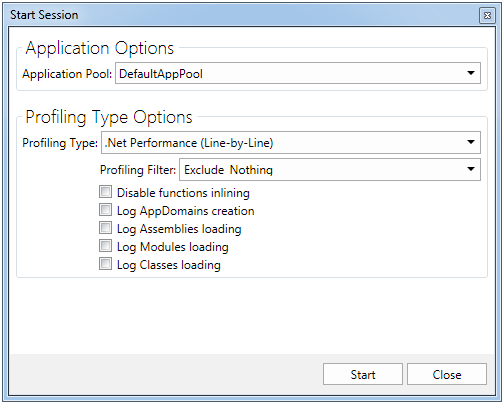 Start Session
Application Options
Application Pool: DefaultAppPool
Profiling Type Options
Profiling Type: .Net Performance (Line-by-Line)
Profiling Filter: Exclude Nothing
Disable functions inlining
Log AppDomains creation
Log Assemblies loading
Log Modules loading
Log Classes loading
Start Close